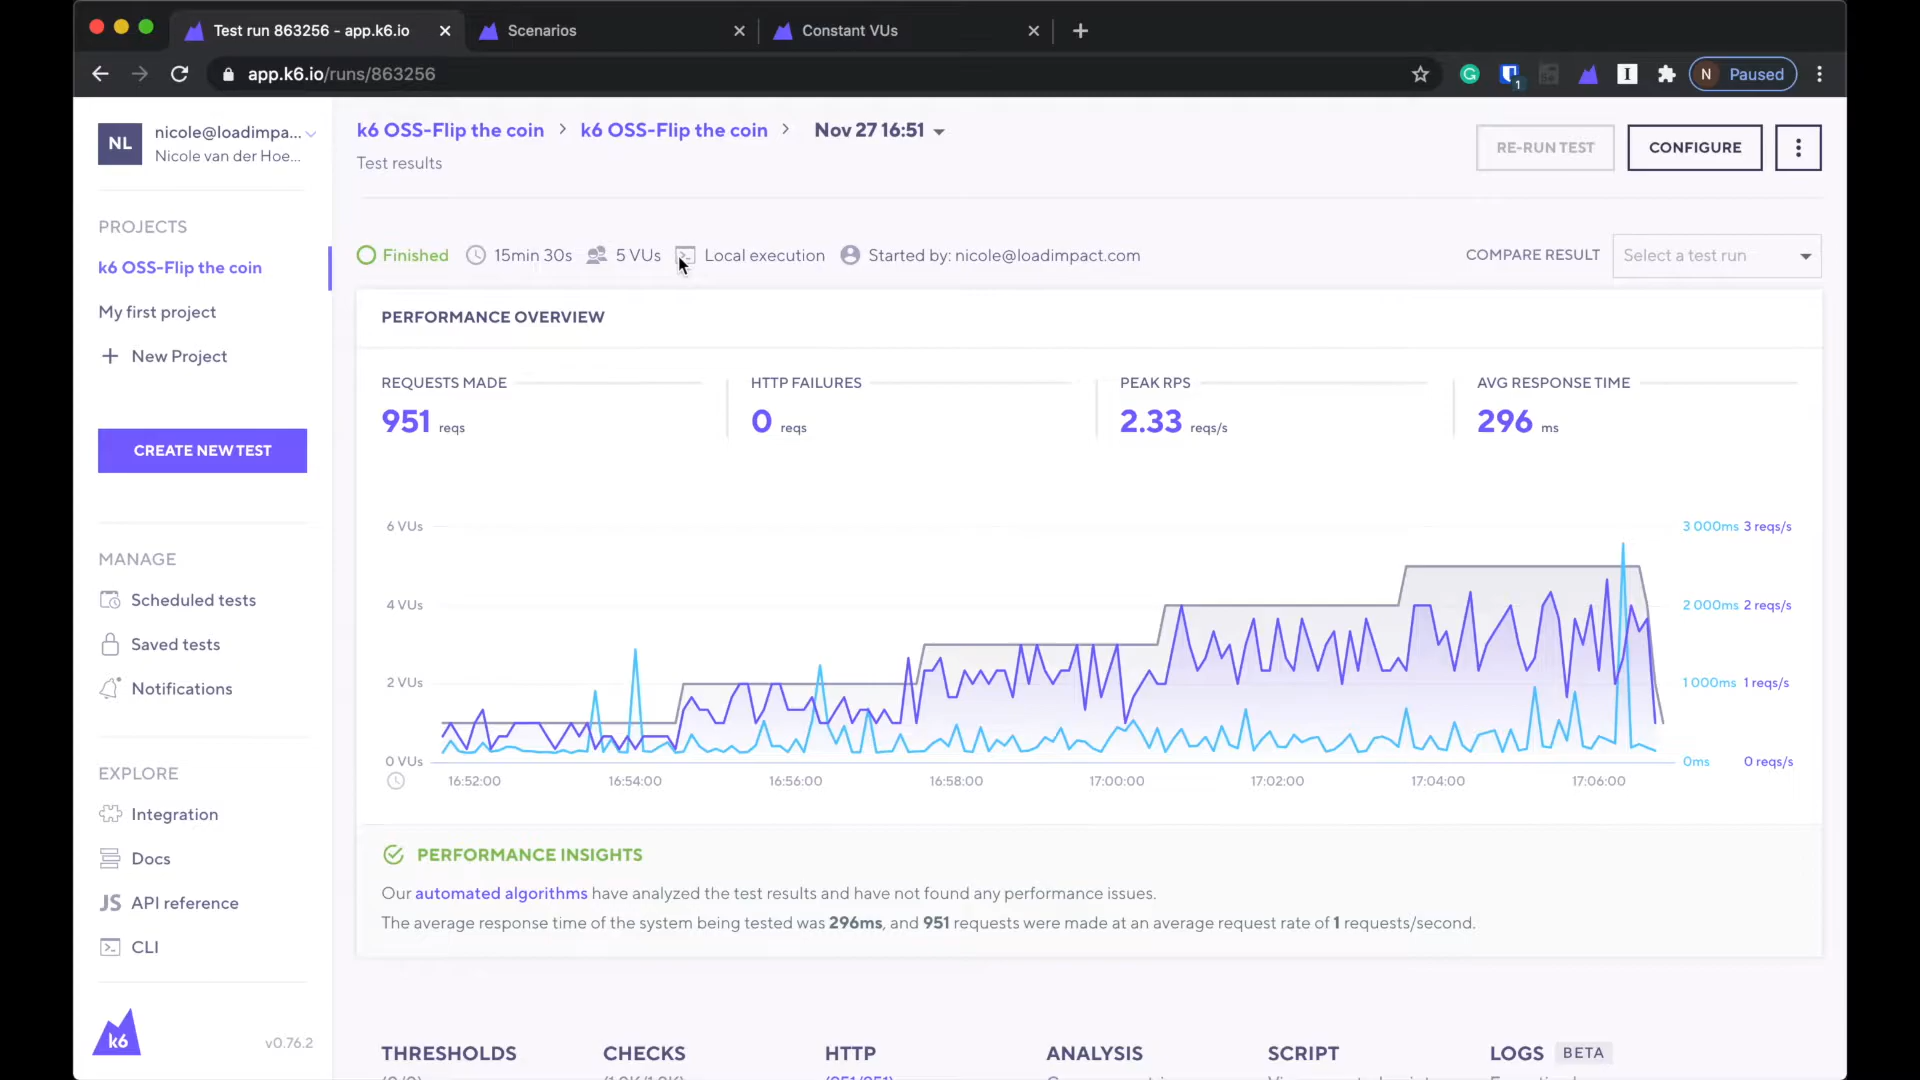 Test run 863256 - app.k6.io
Scenarios
Constant VUs
app.k6.io/runs/863256
1
N Paused
NL
nicole@loadimpa...
Nicole van der Hoe...
k6 OSS-Flip the coin
k6 OSS-Flip the coin
Nov 27 16:51
Test results
RE-RUN TEST
CONFIGURE
PROJECTS
k6 OSS-Flip the coin
My first project
New Project
CREATE NEW TEST
MANAGE
Scheduled tests
Saved tests
Notifications
EXPLORE
Integration
Docs
JS API reference
CLI
k6
v0.76.2
Finished
15min 30s
5 VUs
Local execution
Started by: nicole@loadimpact.com
COMPARE RESULT
Select a test run
PERFORMANCE OVERVIEW
REQUESTS MADE
951 reqs
HTTP FAILURES
0 reqs
PEAK RPS
2.33 reqs/s
AVG RESPONSE TIME
296 ms
6 VUs
4 VUs
2 VUs
0 VUs
3 000ms 3 reqs/s
2 000ms 2 reqs/s
1 000ms 1 reqs/s
0ms 0 reqs/s
16:52:00
16:54:00
16:56:00
16:58:00
17:00:00
17:02:00
17:04:00
17:06:00
PERFORMANCE INSIGHTS
Our automated algorithms have analyzed the test results and have not found any performance issues.
The average response time of the system being tested was 296ms, and 951 requests were made at an average request rate of 1 requests/second.
THRESHOLDS
CHECKS
HTTP
ANALYSIS
SCRIPT
LOGS BETA